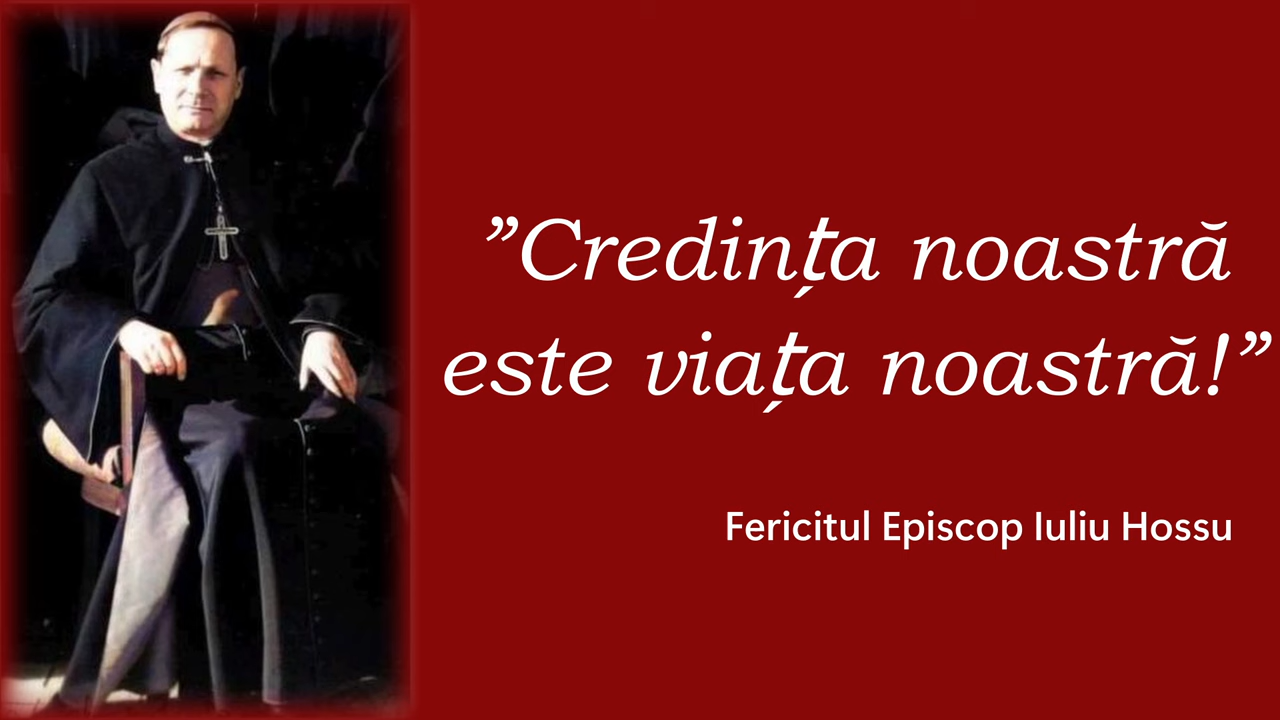 ”Credința noastră
este viața noastră!”
Fericitul Episcop Iuliu Hossu